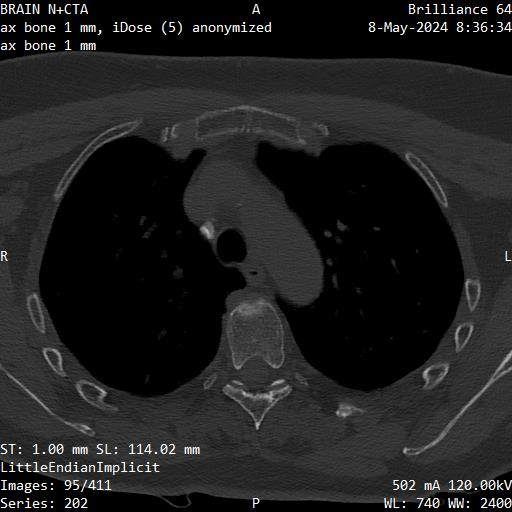 BRAIN N+CTA
A
Brilliance 64
ax bone 1 mm, iDose (5) anonymized
8-May-2024 8:36:34
ax bone 1 mm
R
L
ST: 1.00 mm SL: 114.02 mm
LittleEndianImplicit
Images: 95/411
502 mA 120.00kV
Series: 202
P
WL: 740 WW: 2400